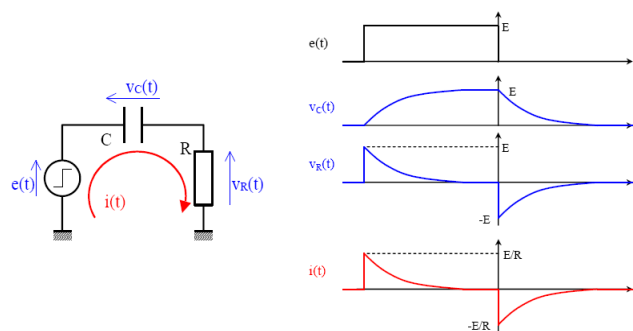 vC(t)
C
R
e(t)
vR(t)
i(t)
E
e(t)
E
vC(t)
E
vR(t)
-E
E/R
i(t)
-E/R